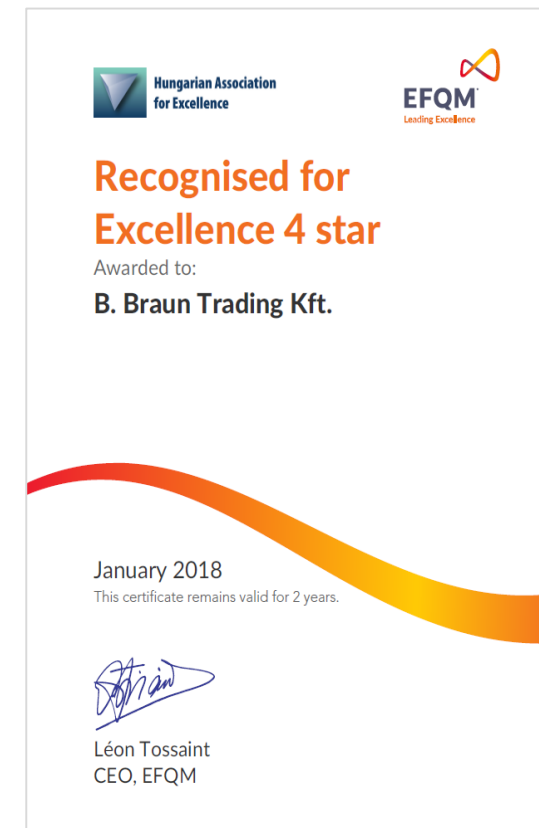 Hungarian Association
for Excellence
EFQM
Leading Excellence
Recognised for
Excellence 4 star
Awarded to:
B. Braun Trading Kft.
January 2018
This certificate remains valid for 2 years.
Léon Tossaint
CEO, EFQM